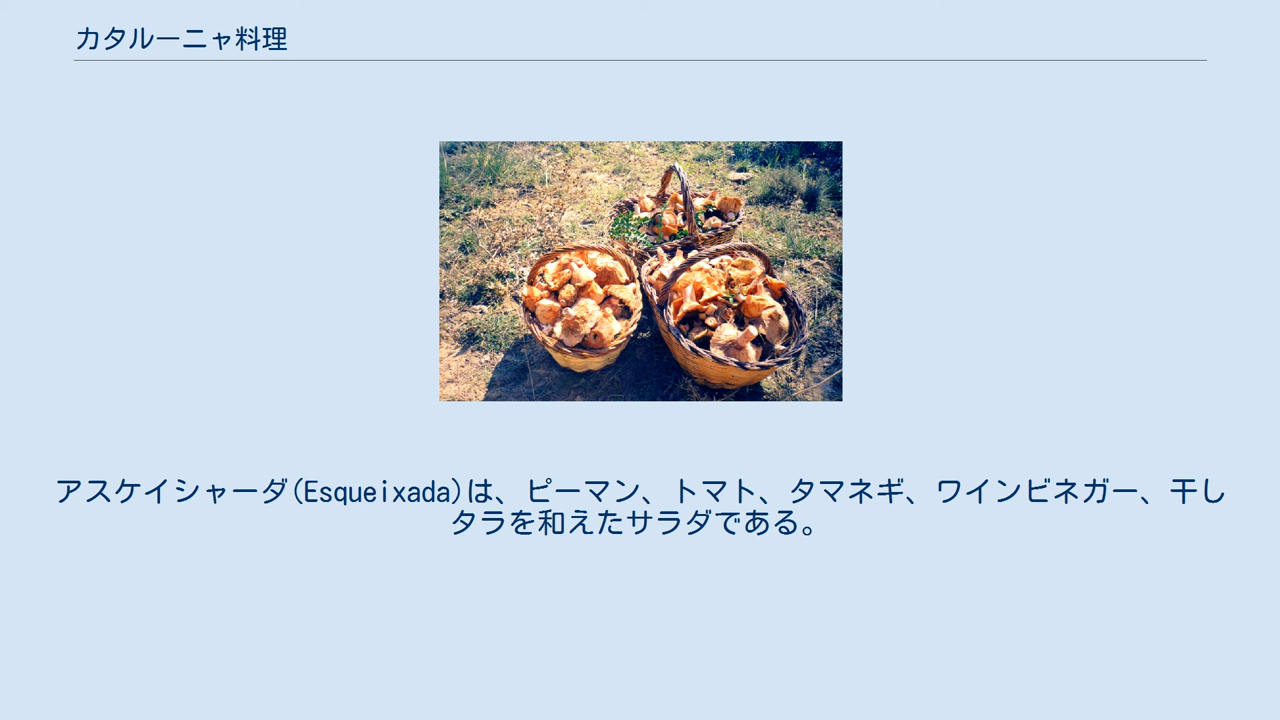 カタルーニャ料理
アスケイシャーダ(Esqueixada)は、ピーマン、トマト、タマネギ、ワインビネガー、干し
タラを和えたサラダである。